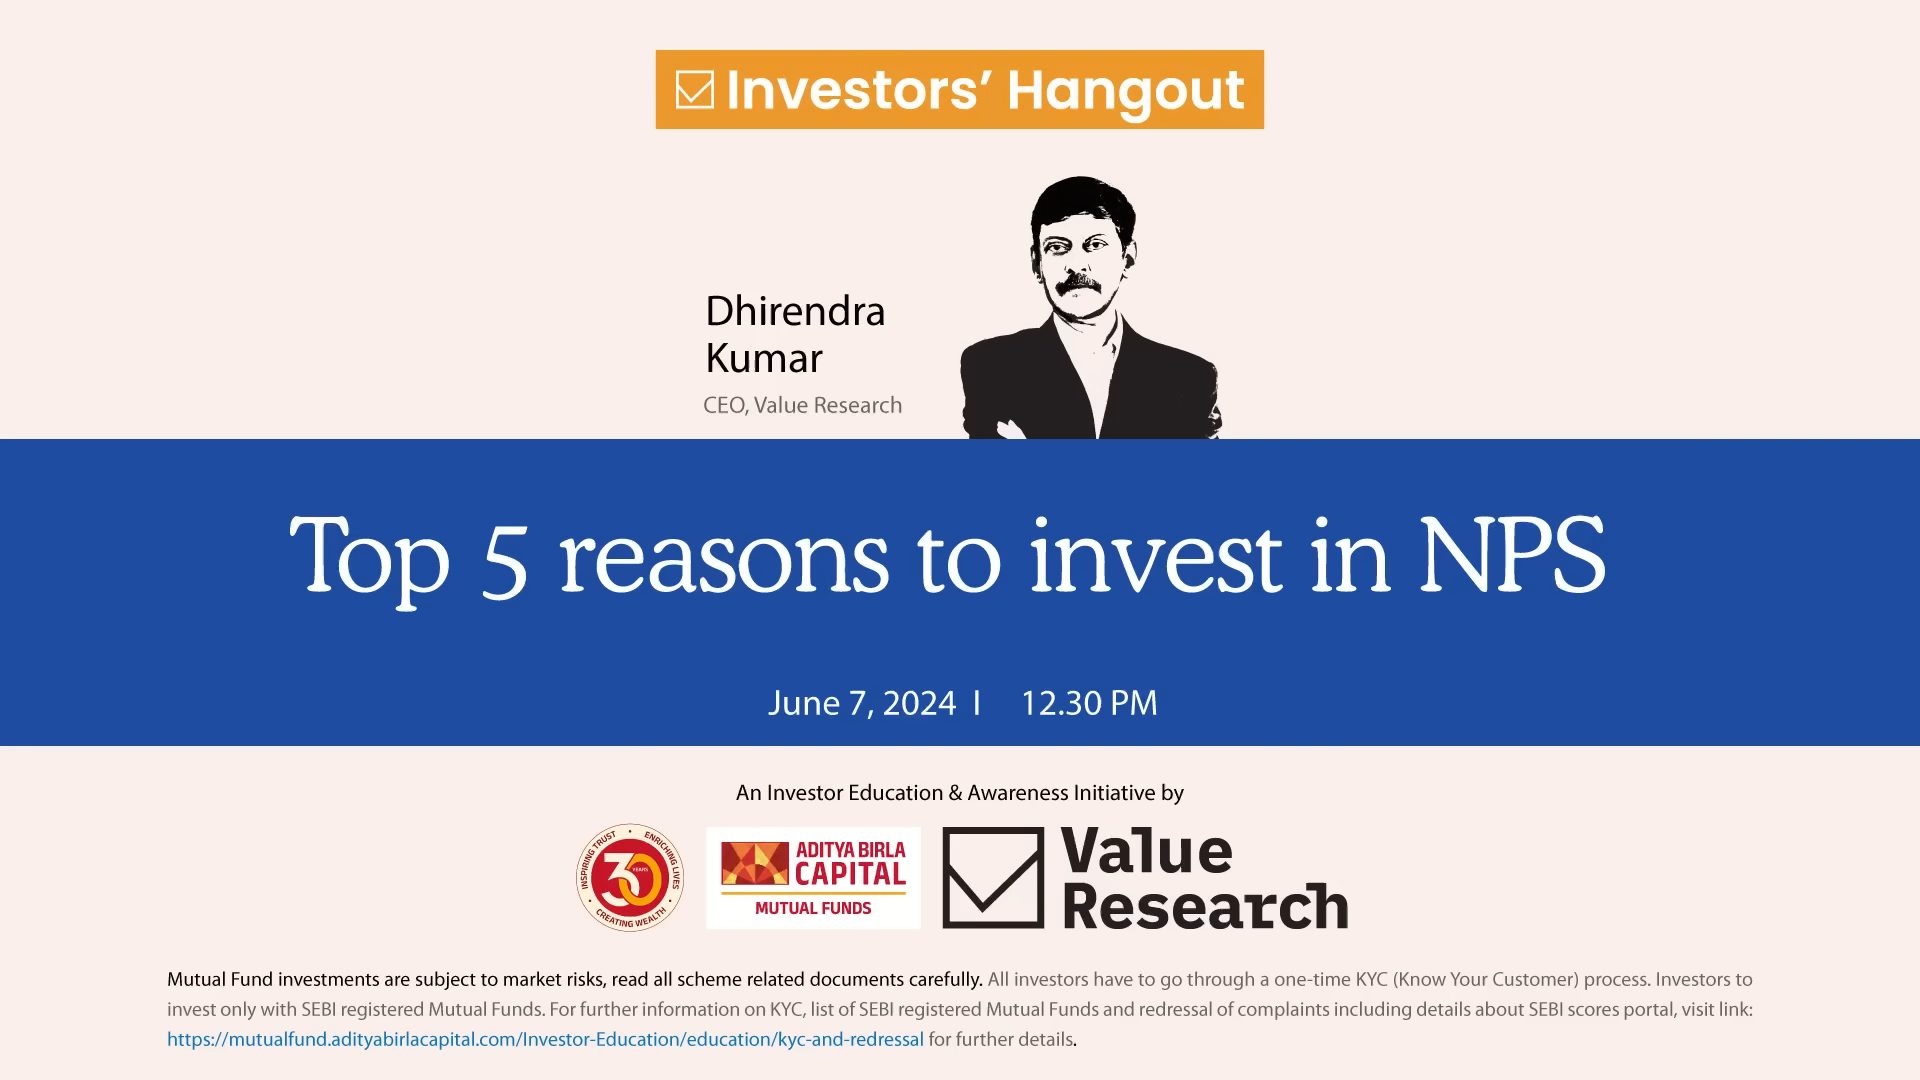 Investors’ Hangout
Dhirendra
Kumar
CEO, Value Research
Top 5 reasons to invest in NPS
June 7, 2024 I 12.30 PM
An Investor Education & Awareness Initiative by
INSPIRING TRUST • ENRICHING LIVES • CREATING WEALTH •
30 YEARS
ADITYA BIRLA
CAPITAL
MUTUAL FUNDS
Value
Research
Mutual Fund investments are subject to market risks, read all scheme related documents carefully. All investors have to go through a one-time KYC (Know Your Customer) process. Investors to
invest only with SEBI registered Mutual Funds. For further information on KYC, list of SEBI registered Mutual Funds and redressal of complaints including details about SEBI scores portal, visit link:
https://mutualfund.adityabirlacapital.com/Investor-Education/education/kyc-and-redressal for further details.